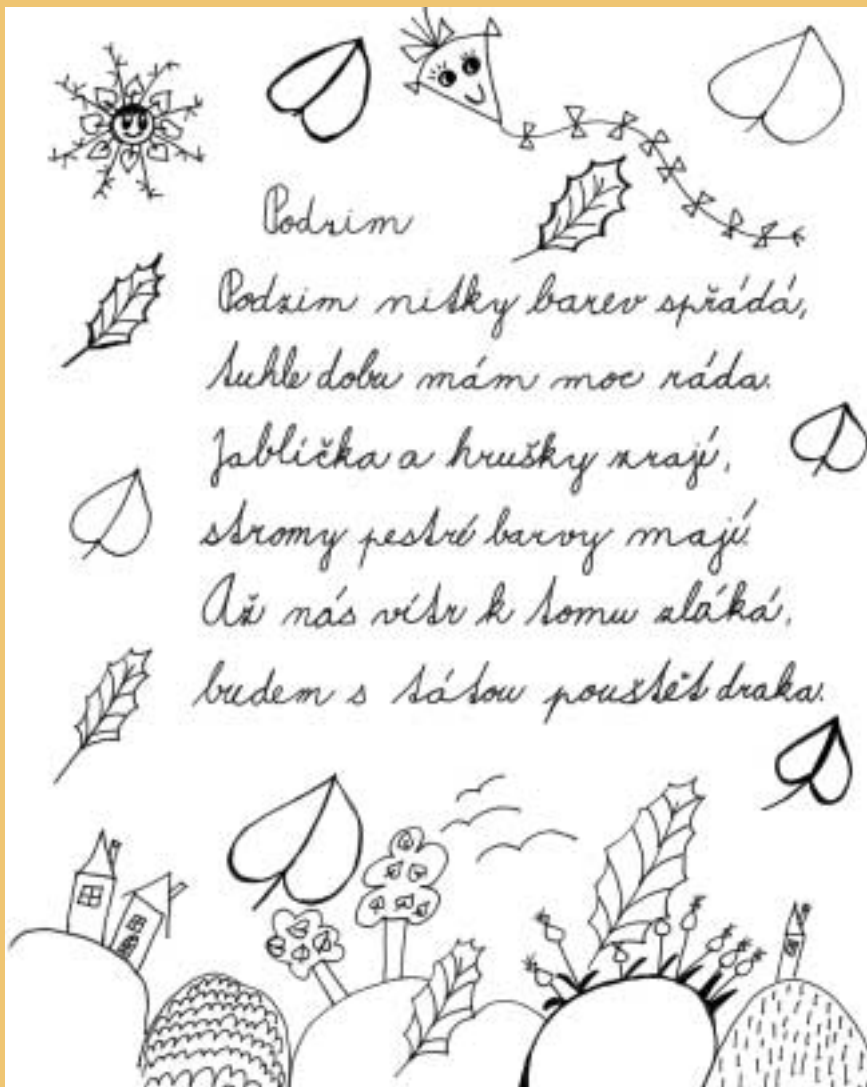 Podzim
Podzim nitky barev spřádá,
tuhle dobu mám moc ráda.
Jablíčka a hrušky zrají,
stromy pestré barvy mají.
Až nás vítr k tomu zláká,
budem s tátou pouštět draka.